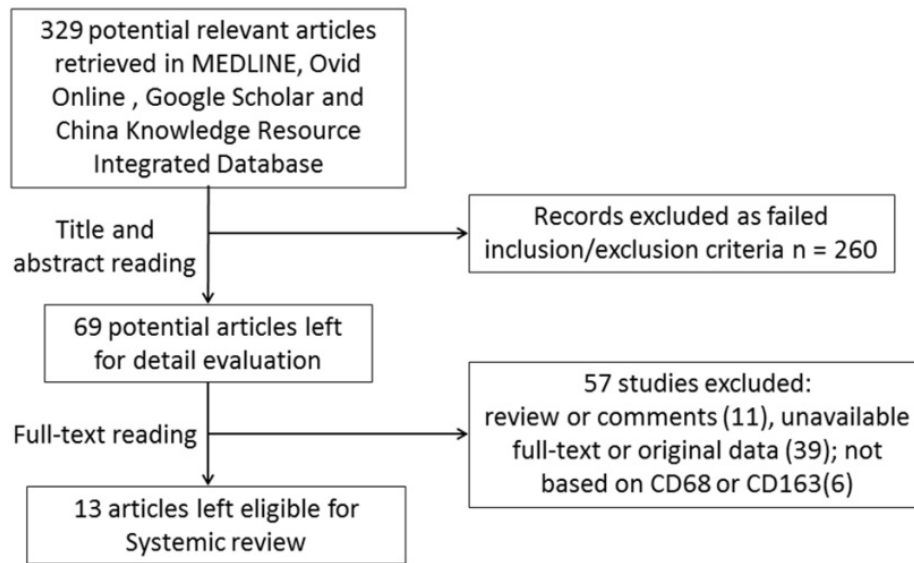 329 potential relevant articles
retrieved in MEDLINE, Ovid
Online , Google Scholar and
China Knowledge Resource
Integrated Database
Title and
abstract reading
Records excluded as failed
inclusion/exclusion criteria n = 260
69 potential articles left
for detail evaluation
Full-text reading
57 studies excluded:
review or comments (11), unavailable
full-text or original data (39); not
based on CD68 or CD163(6)
13 articles left eligible for
Systemic review